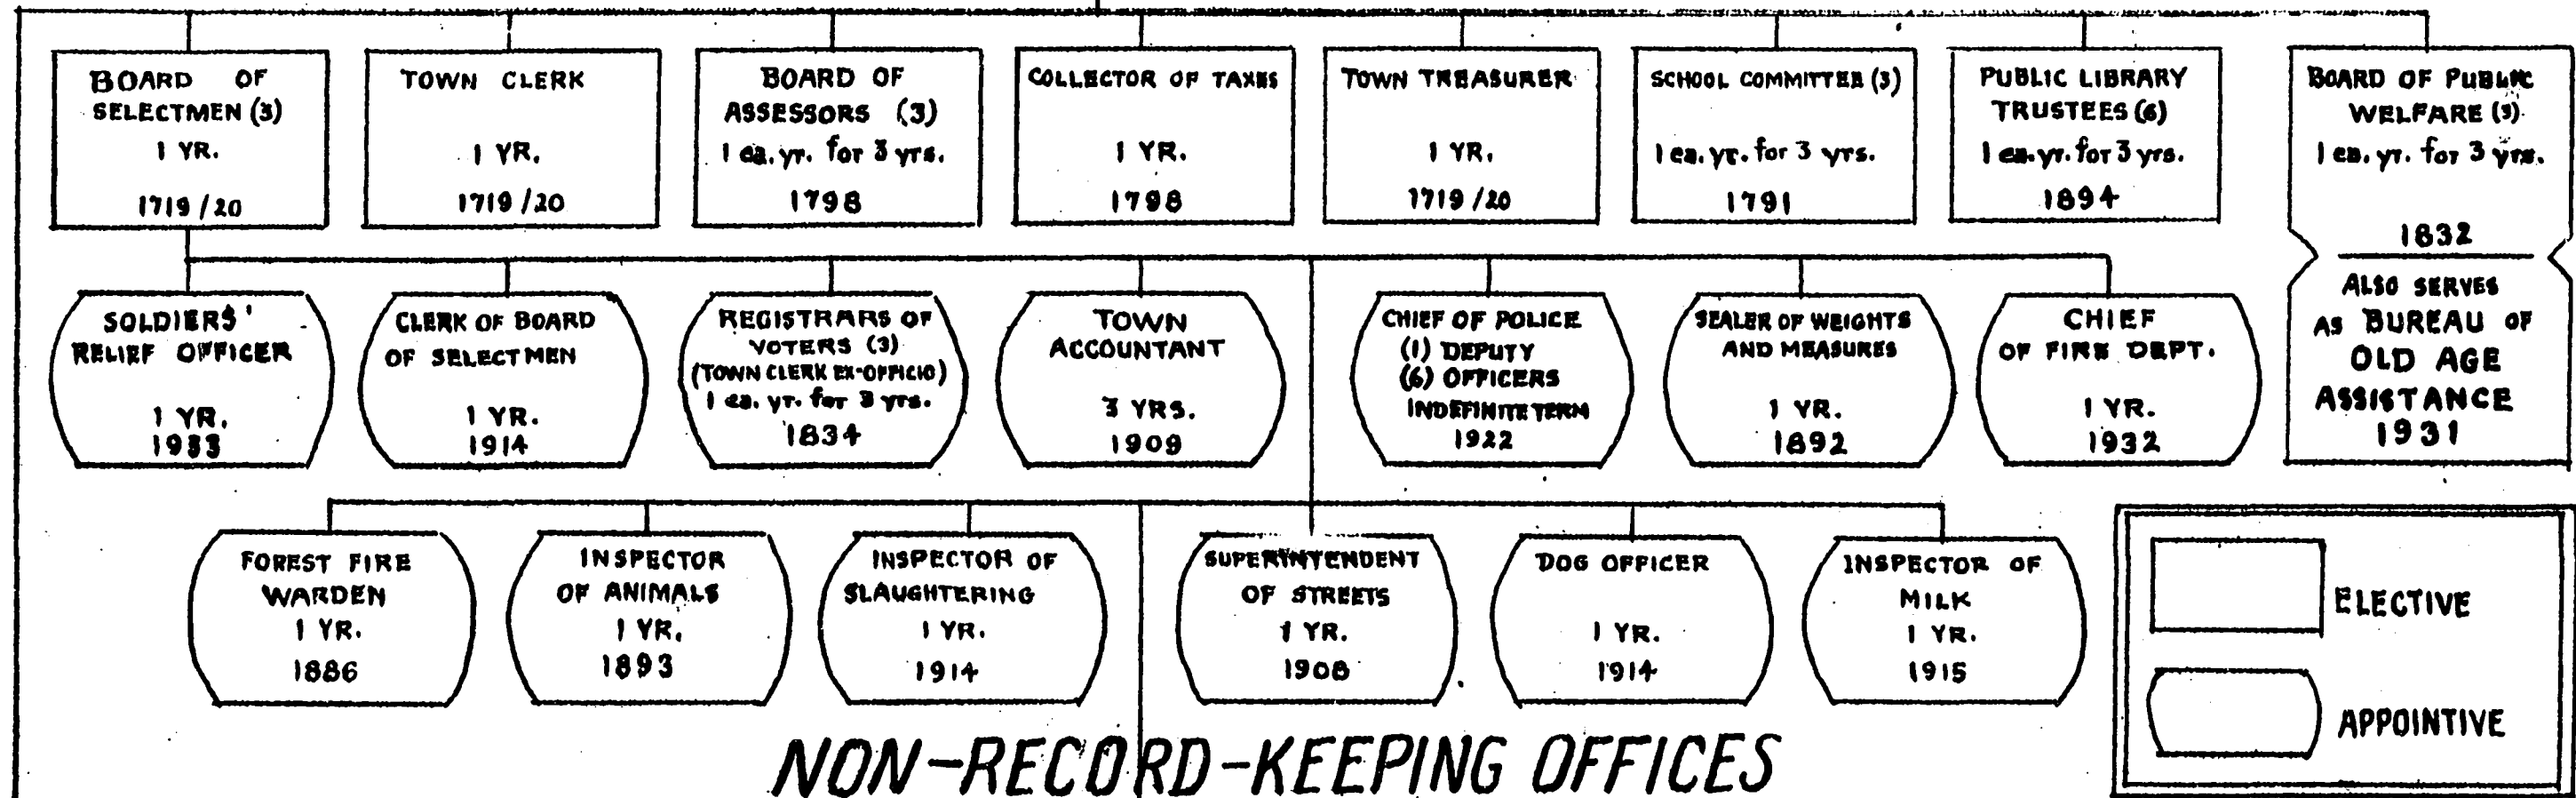 BOARD OF
SELECTMEN (3)
1 YR.
1719/20
TOWN CLERK
1 YR.
1719/20
BOARD OF
ASSESSORS (3)
1 ea. yr. for 3 yrs.
1798
COLLECTOR OF TAXES
1 YR.
1798
TOWN TREASURER
1 YR.
1719/20
SCHOOL COMMITTEE (3)
1 ea. yr. for 3 yrs.
1791
PUBLIC LIBRARY
TRUSTEES (6)
1 ea. yr. for 3 yrs.
1894
BOARD OF PUBLIC
WELFARE (3)
1 ea. yr. for 3 yrs.
1832
ALSO SERVES
AS BUREAU OF
OLD AGE
ASSISTANCE
1931
SOLDIERS'
RELIEF OFFICER
1 YR.
1933
CLERK OF BOARD
OF SELECTMEN
1 YR.
1914
REGISTRARS OF
VOTERS (3)
(TOWN CLERK EX-OFFICIO)
1 ea. yr. for 3 yrs.
1834
TOWN
ACCOUNTANT
3 YRS.
1909
CHIEF OF POLICE
(1) DEPUTY
(6) OFFICERS
INDEFINITE TERM
1922
SEALER OF WEIGHTS
AND MEASURES
1 YR.
1892
CHIEF
OF FIRE DEPT.
1 YR.
1932
FOREST FIRE
WARDEN
1 YR.
1886
INSPECTOR
OF ANIMALS
1 YR.
1893
INSPECTOR OF
SLAUGHTERING
1 YR.
1914
SUPERINTENDENT
OF STREETS
1 YR.
1908
DOG OFFICER
1 YR.
1914
INSPECTOR OF
MILK
1 YR.
1915
ELECTIVE
APPOINTIVE
NON-RECORD-KEEPING OFFICES